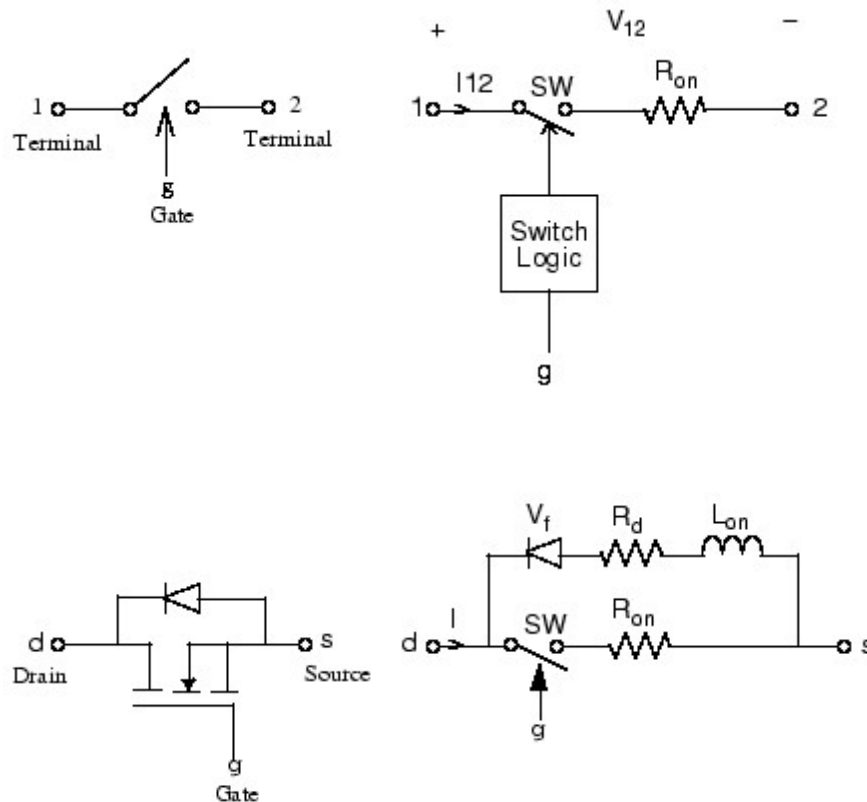 + V12 −
I12 SW Ron
1 2
Terminal Terminal
1 2
g
Gate
Switch
Logic
g
Vf Rd Lon
I SW Ron
d s
Drain Source
d s
g
g
Gate